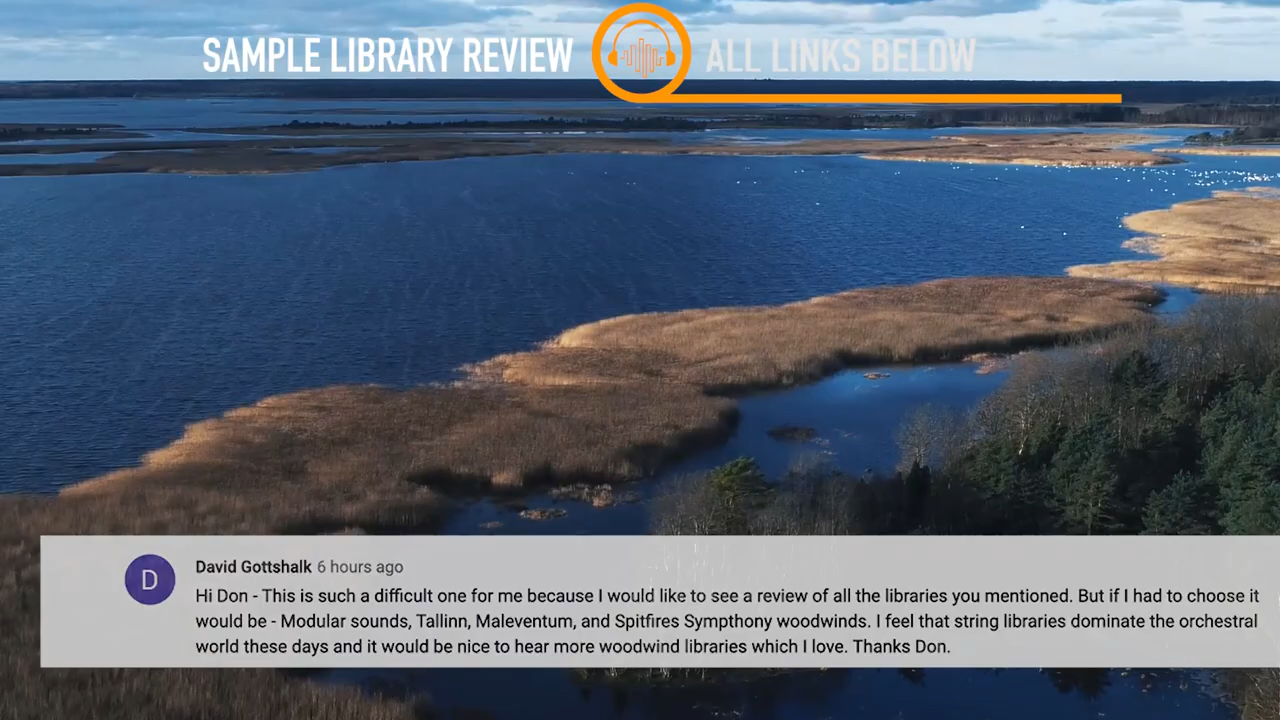 SAMPLE LIBRARY REVIEW ALL LINKS BELOW
D
David Gottshalk 6 hours ago
Hi Don - This is such a difficult one for me because I would like to see a review of all the libraries you mentioned. But if I had to choose it
would be - Modular sounds, Tallinn, Maleventum, and Spitfires Sympthony woodwinds. I feel that string libraries dominate the orchestral
world these days and it would be nice to hear more woodwind libraries which I love. Thanks Don.